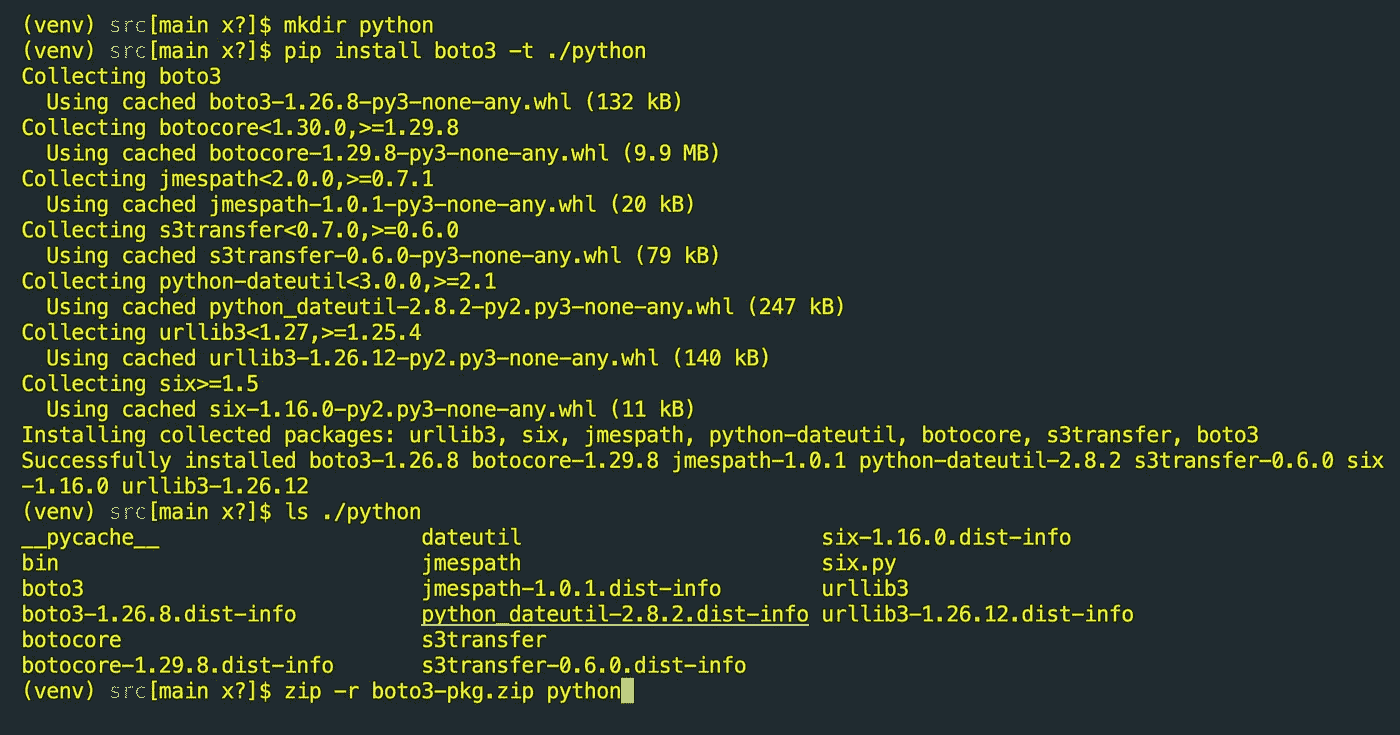 (venv) src[main x?]$ mkdir python
(venv) src[main x?]$ pip install boto3 -t ./python
Collecting boto3
  Using cached boto3-1.26.8-py3-none-any.whl (132 kB)
Collecting botocore<1.30.0,>=1.29.8
  Using cached botocore-1.29.8-py3-none-any.whl (9.9 MB)
Collecting jmespath<2.0.0,>=0.7.1
  Using cached jmespath-1.0.1-py3-none-any.whl (20 kB)
Collecting s3transfer<0.7.0,>=0.6.0
  Using cached s3transfer-0.6.0-py3-none-any.whl (79 kB)
Collecting python-dateutil<3.0.0,>=2.1
  Using cached python_dateutil-2.8.2-py2.py3-none-any.whl (247 kB)
Collecting urllib3<1.27,>=1.25.4
  Using cached urllib3-1.26.12-py2.py3-none-any.whl (140 kB)
Collecting six>=1.5
  Using cached six-1.16.0-py2.py3-none-any.whl (11 kB)
Installing collected packages: urllib3, six, jmespath, python-dateutil, botocore, s3transfer, boto3
Successfully installed boto3-1.26.8 botocore-1.29.8 jmespath-1.0.1 python-dateutil-2.8.2 s3transfer-0.6.0 six
-1.16.0 urllib3-1.26.12
(venv) src[main x?]$ ls ./python
__pycache__                     dateutil                        six-1.16.0.dist-info
bin                             jmespath                        six.py
boto3                           jmespath-1.0.1.dist-info        urllib3
boto3-1.26.8.dist-info          python_dateutil-2.8.2.dist-info urllib3-1.26.12.dist-info
botocore                        s3transfer
botocore-1.29.8.dist-info       s3transfer-0.6.0.dist-info
(venv) src[main x?]$ zip -r boto3-pkg.zip python